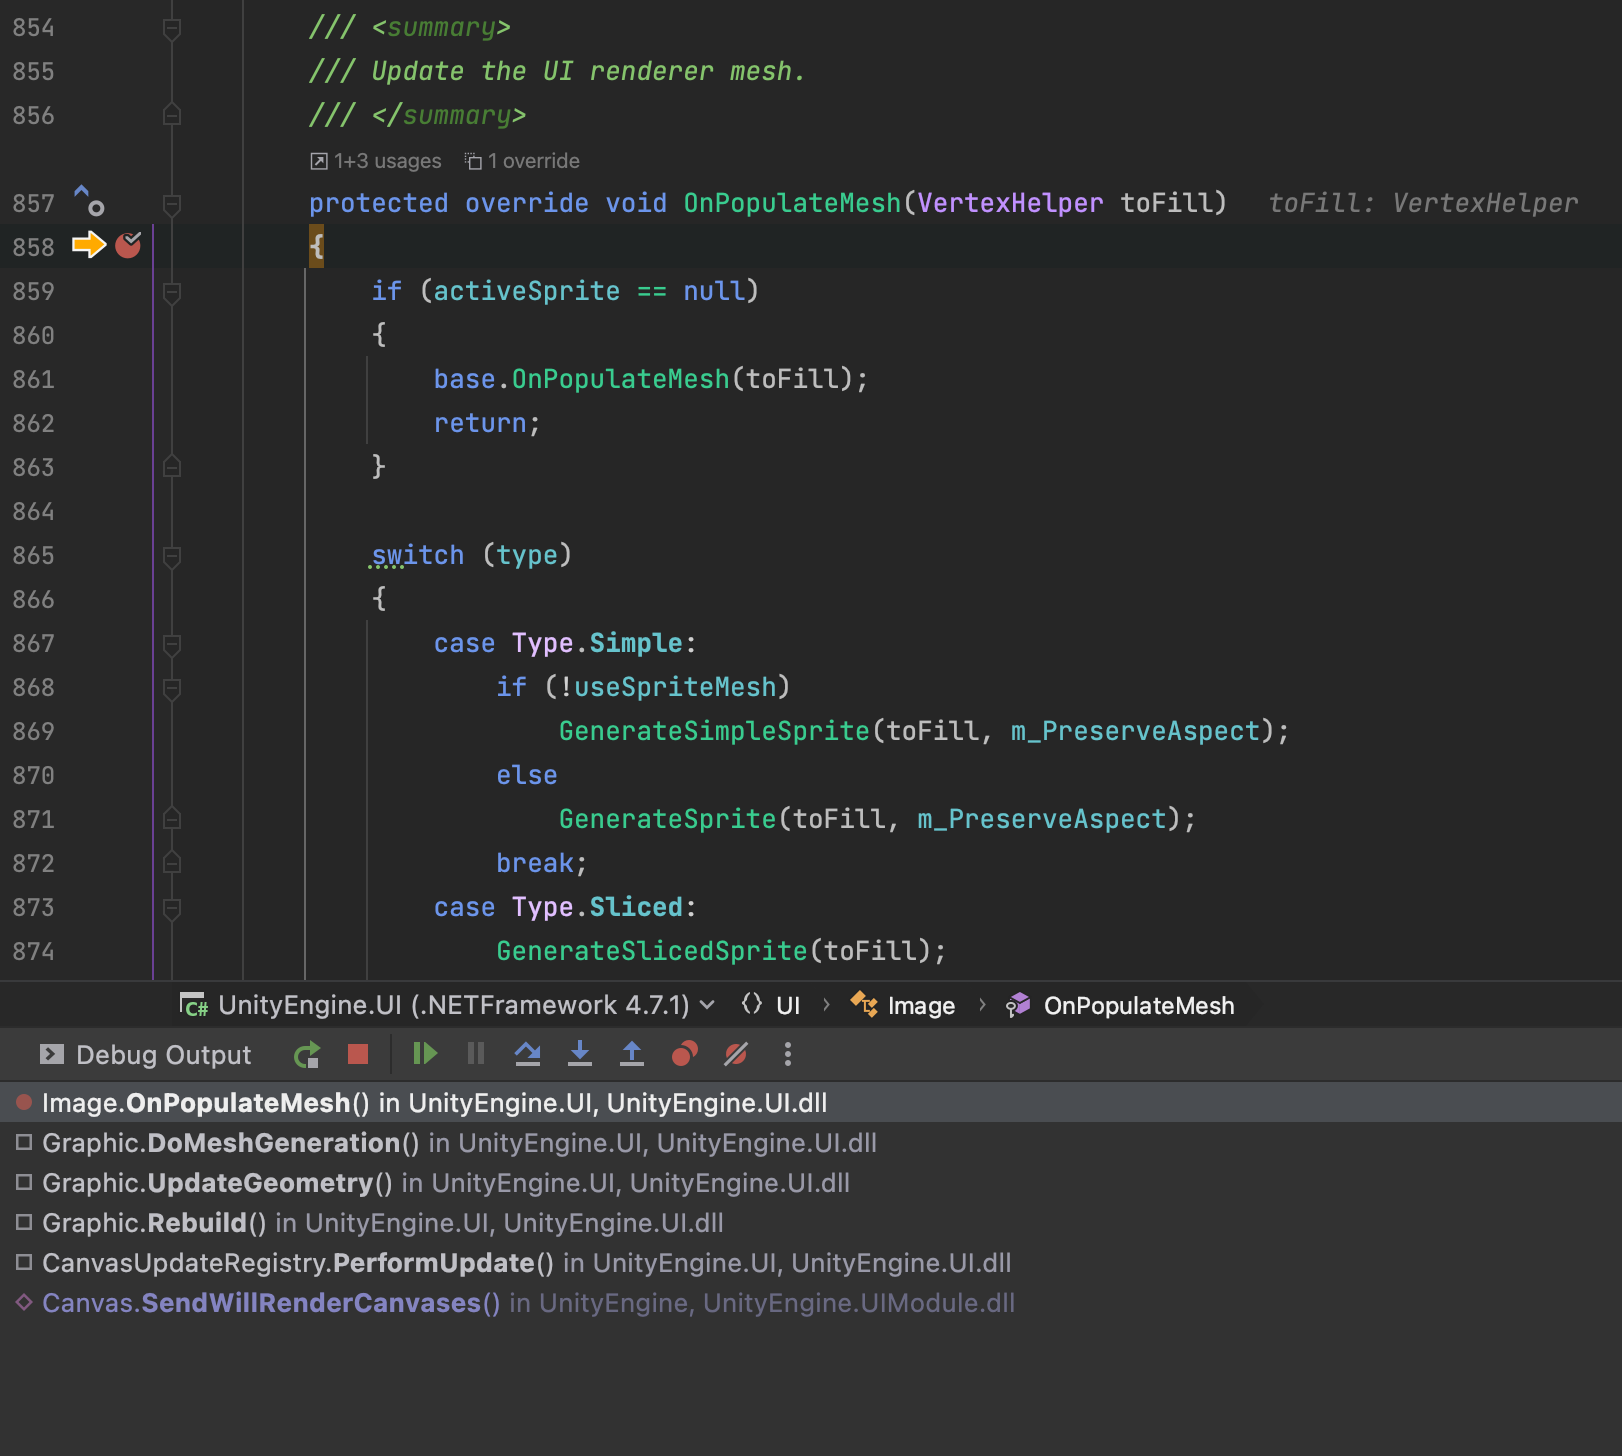 854 /// <summary>
855 /// Update the UI renderer mesh.
856 /// </summary>
1+3 usages 1 override
857 protected override void OnPopulateMesh(VertexHelper toFill) toFill: VertexHelper
858 {
859 if (activeSprite == null)
860 {
861 base.OnPopulateMesh(toFill);
862 return;
863 }
864
865 switch (type)
866 {
867 case Type.Simple:
868 if (!useSpriteMesh)
869 GenerateSimpleSprite(toFill, m_PreserveAspect);
870 else
871 GenerateSprite(toFill, m_PreserveAspect);
872 break;
873 case Type.Sliced:
874 GenerateSlicedSprite(toFill);
C# UnityEngine.UI (.NETFramework 4.7.1) UI › Image › OnPopulateMesh
Debug Output
Image.OnPopulateMesh() in UnityEngine.UI, UnityEngine.UI.dll
Graphic.DoMeshGeneration() in UnityEngine.UI, UnityEngine.UI.dll
Graphic.UpdateGeometry() in UnityEngine.UI, UnityEngine.UI.dll
Graphic.Rebuild() in UnityEngine.UI, UnityEngine.UI.dll
CanvasUpdateRegistry.PerformUpdate() in UnityEngine.UI, UnityEngine.UI.dll
Canvas.SendWillRenderCanvases() in UnityEngine, UnityEngine.UIModule.dll